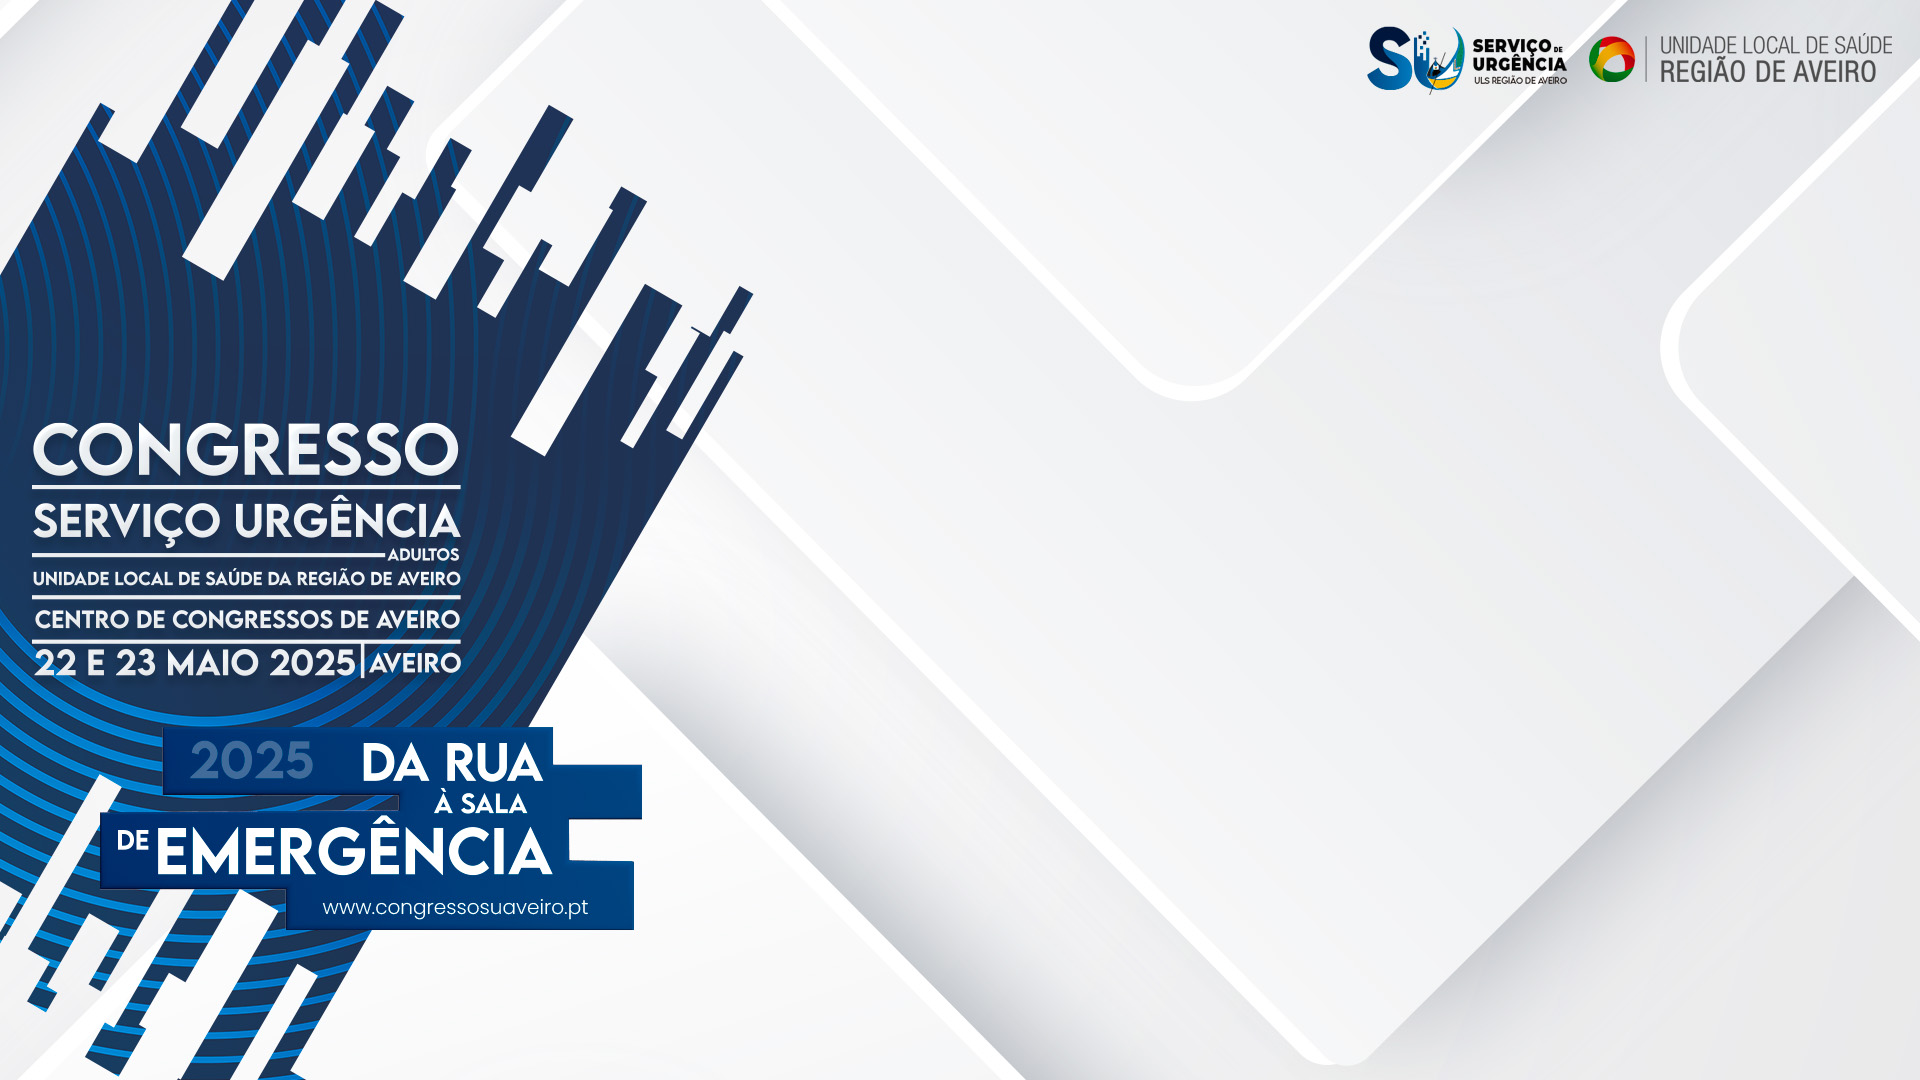 SERVIÇO DE
URGÊNCIA
ULS REGIÃO DE AVEIRO
UNIDADE LOCAL DE SAÚDE
REGIÃO DE AVEIRO
CONGRESSO
SERVIÇO URGÊNCIA
ADULTOS
UNIDADE LOCAL DE SAÚDE DA REGIÃO DE AVEIRO
CENTRO DE CONGRESSOS DE AVEIRO
22 E 23 MAIO 2025|AVEIRO
2025 DA RUA
À SALA
DE EMERGÊNCIA
www.congressosuaveiro.pt